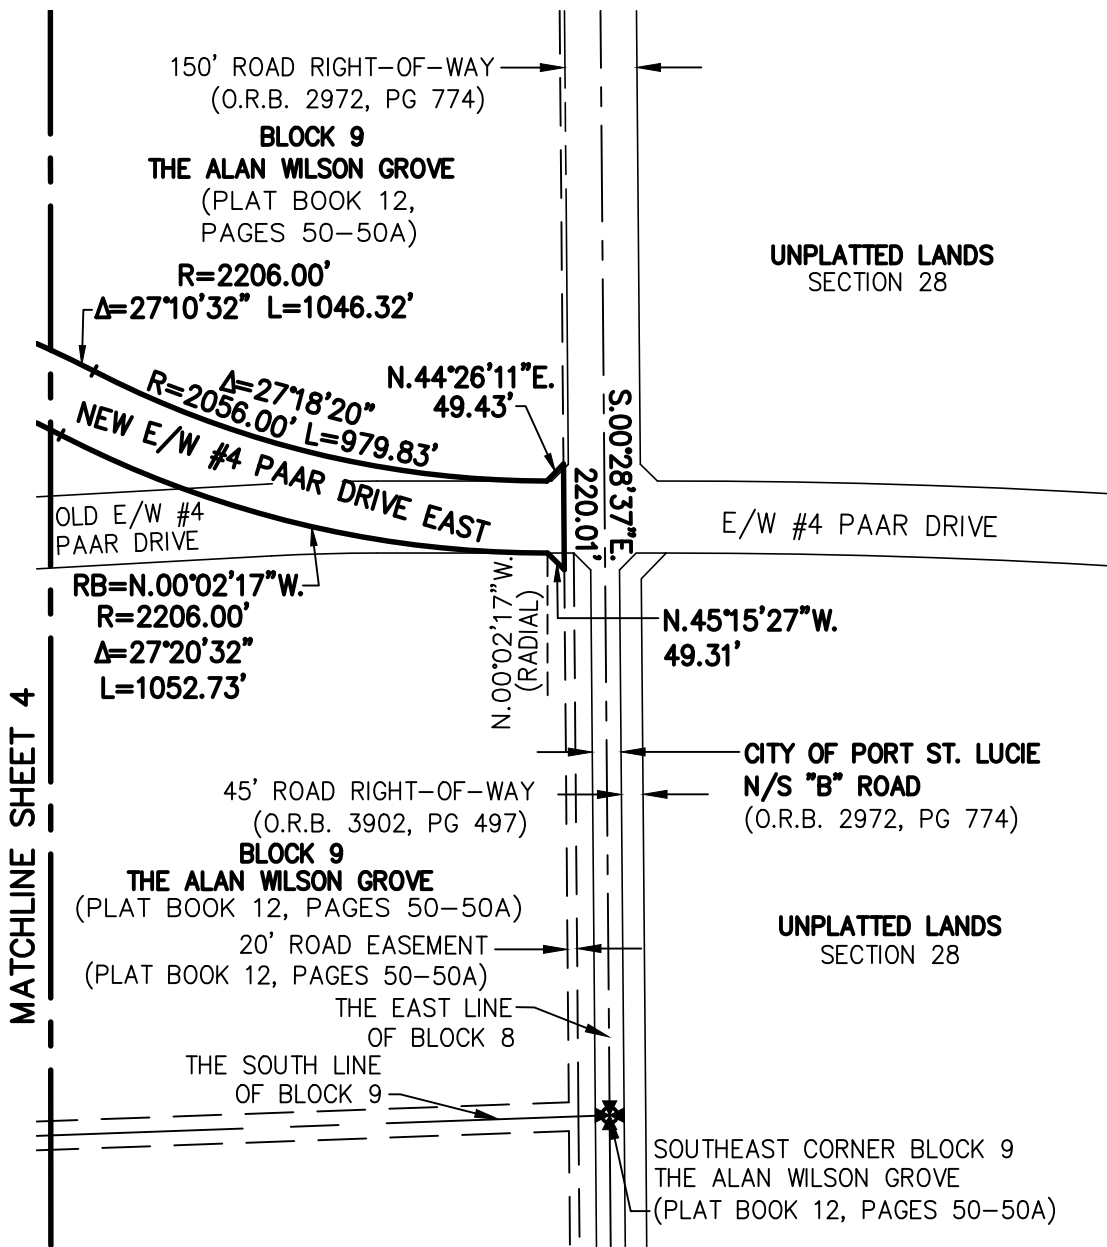 150' ROAD RIGHT-OF-WAY
(O.R.B. 2972, PG 774)
BLOCK 9
THE ALAN WILSON GROVE
(PLAT BOOK 12,
PAGES 50-50A)
UNPLATTED LANDS
SECTION 28
R=2206.00'
Δ=27°10'32" L=1046.32'
Δ=27°18'20"
R=2056.00' L=979.83'
N.44°26'11"E.
49.43'
S.00°28'37"E.
220.01'
NEW E/W #4 PAAR DRIVE EAST
OLD E/W #4
PAAR DRIVE
E/W #4 PAAR DRIVE
RB=N.00°02'17"W.
R=2206.00'
Δ=27°20'32"
L=1052.73'
N.00°02'17"W.
(RADIAL)
N.45°15'27"W.
49.31'
MATCHLINE SHEET 4
CITY OF PORT ST. LUCIE
N/S "B" ROAD
(O.R.B. 2972, PG 774)
45' ROAD RIGHT-OF-WAY
(O.R.B. 3902, PG 497)
BLOCK 9
THE ALAN WILSON GROVE
(PLAT BOOK 12, PAGES 50-50A)
UNPLATTED LANDS
SECTION 28
20' ROAD EASEMENT
(PLAT BOOK 12, PAGES 50-50A)
THE EAST LINE
OF BLOCK 8
THE SOUTH LINE
OF BLOCK 9
SOUTHEAST CORNER BLOCK 9
THE ALAN WILSON GROVE
(PLAT BOOK 12, PAGES 50-50A)